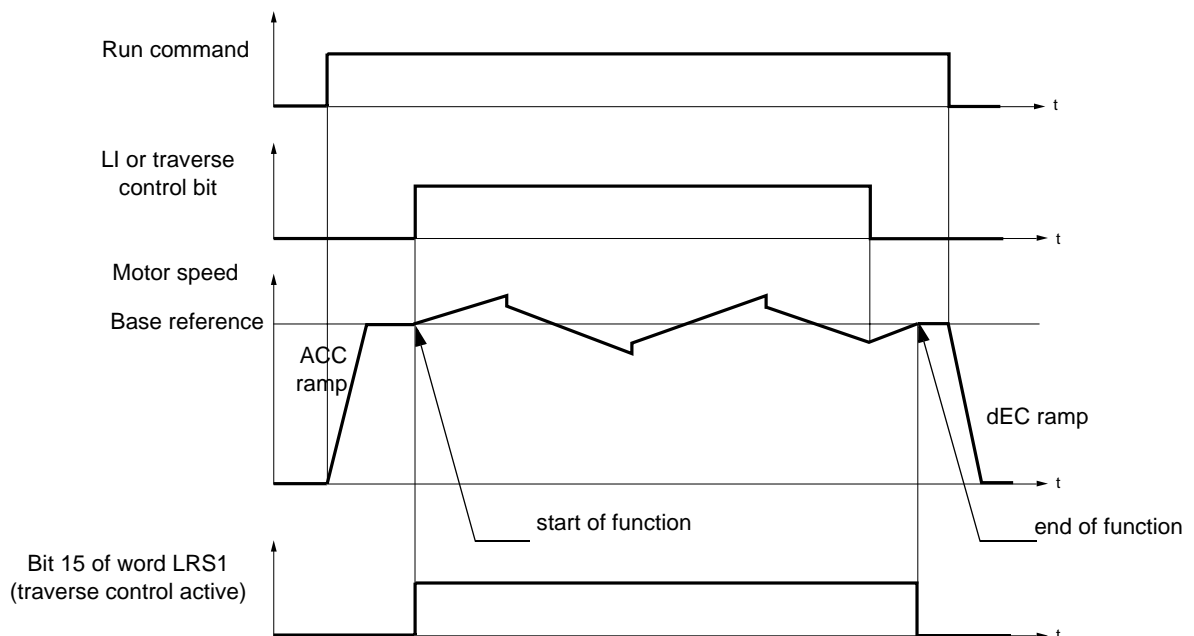 Run command
t
LI or traverse
control bit
t
Motor speed
Base reference
ACC
ramp
dEC ramp
t
start of function
end of function
Bit 15 of word LRS1
(traverse control active)
t